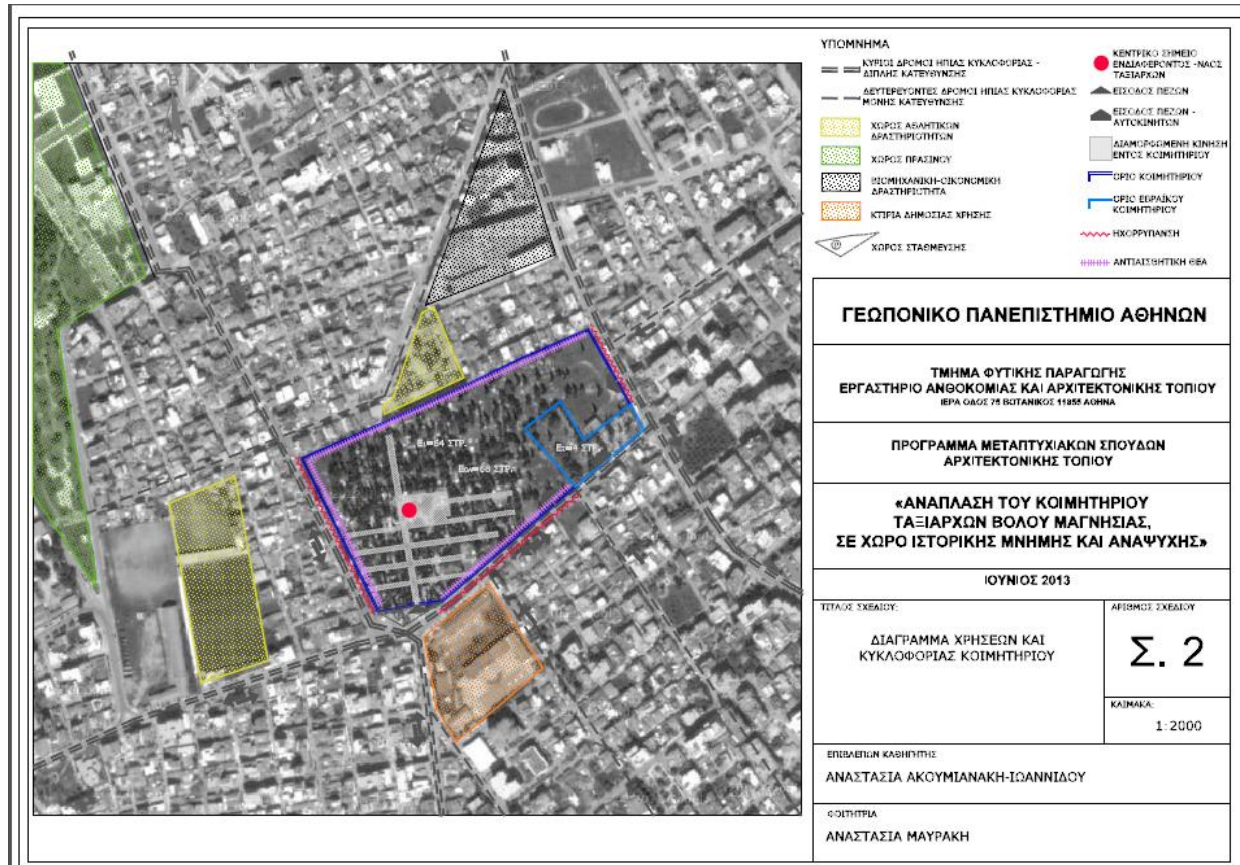 ΥΠΟΜΝΗΜΑ
ΚΥΡΙΟΙ ΔΡΟΜΟΙ ΗΠΙΑΣ ΚΥΚΛΟΦΟΡΙΑΣ -
ΔΙΠΛΗΣ ΚΑΤΕΥΘΥΝΣΗΣ
ΔΕΥΤΕΡΕΥΟΝΤΕΣ ΔΡΟΜΟΙ ΗΠΙΑΣ ΚΥΚΛΟΦΟΡΙΑΣ
ΜΟΝΗΣ ΚΑΤΕΥΘΥΝΣΗΣ
ΧΩΡΟΣ ΑΘΛΗΤΙΚΩΝ
ΔΡΑΣΤΗΡΙΟΤΗΤΩΝ
ΧΩΡΟΣ ΠΡΑΣΙΝΟΥ
ΒΙΟΜΗΧΑΝΙΚΗ-ΟΙΚΟΝΟΜΙΚΗ
ΔΡΑΣΤΗΡΙΟΤΗΤΑ
ΚΤΙΡΙΑ ΔΗΜΟΣΙΑΣ ΧΡΗΣΗΣ
ΧΩΡΟΣ ΣΤΑΘΜΕΥΣΗΣ
ΚΕΝΤΡΙΚΟ ΣΗΜΕΙΟ
ΕΝΔΙΑΦΕΡΟΝΤΟΣ -ΝΑΟΣ
ΤΑΞΙΑΡΧΩΝ
ΕΙΣΟΔΟΣ ΠΕΖΩΝ
ΕΙΣΟΔΟΣ ΠΕΖΩΝ -
ΑΥΤΟΚΙΝΗΤΩΝ
ΔΙΑΜΟΡΦΩΜΕΝΗ ΚΙΝΗΣΗ
ΕΝΤΟΣ ΚΟΙΜΗΤΗΡΙΟΥ
ΟΡΙΟ ΚΟΙΜΗΤΗΡΙΟΥ
ΟΡΙΟ ΕΒΡΑΪΚΟΥ
ΚΟΙΜΗΤΗΡΙΟΥ
ΗΧΟΡΡΥΠΑΝΣΗ
ΑΝΤΙΑΙΣΘΗΤΙΚΗ ΘΕΑ
ΓΕΩΠΟΝΙΚΟ ΠΑΝΕΠΙΣΤΗΜΙΟ ΑΘΗΝΩΝ
ΤΜΗΜΑ ΦΥΤΙΚΗΣ ΠΑΡΑΓΩΓΗΣ
ΕΡΓΑΣΤΗΡΙΟ ΑΝΘΟΚΟΜΙΑΣ ΚΑΙ ΑΡΧΙΤΕΚΤΟΝΙΚΗΣ ΤΟΠΙΟΥ
ΙΕΡΑ ΟΔΟΣ 75 ΒΟΤΑΝΙΚΟΣ 11855 ΑΘΗΝΑ
ΠΡΟΓΡΑΜΜΑ ΜΕΤΑΠΤΥΧΙΑΚΩΝ ΣΠΟΥΔΩΝ
ΑΡΧΙΤΕΚΤΟΝΙΚΗΣ ΤΟΠΙΟΥ
«ΑΝΑΠΛΑΣΗ ΤΟΥ ΚΟΙΜΗΤΗΡΙΟΥ
ΤΑΞΙΑΡΧΩΝ ΒΟΛΟΥ ΜΑΓΝΗΣΙΑΣ,
ΣΕ ΧΩΡΟ ΙΣΤΟΡΙΚΗΣ ΜΝΗΜΗΣ ΚΑΙ ΑΝΑΨΥΧΗΣ»
ΙΟΥΝΙΟΣ 2013
ΤΙΤΛΟΣ ΣΧΕΔΙΟΥ:
ΔΙΑΓΡΑΜΜΑ ΧΡΗΣΕΩΝ ΚΑΙ
ΚΥΚΛΟΦΟΡΙΑΣ ΚΟΙΜΗΤΗΡΙΟΥ
ΑΡΙΘΜΟΣ ΣΧΕΔΙΟΥ
Σ. 2
ΚΛΙΜΑΚΑ:
1:2000
ΕΠΙΒΛΕΠΩΝ ΚΑΘΗΓΗΤΗΣ
ΑΝΑΣΤΑΣΙΑ ΑΚΟΥΜΙΑΝΑΚΗ-ΙΩΑΝΝΙΔΟΥ
ΦΟΙΤΗΤΡΙΑ
ΑΝΑΣΤΑΣΙΑ ΜΑΥΡΑΚΗ